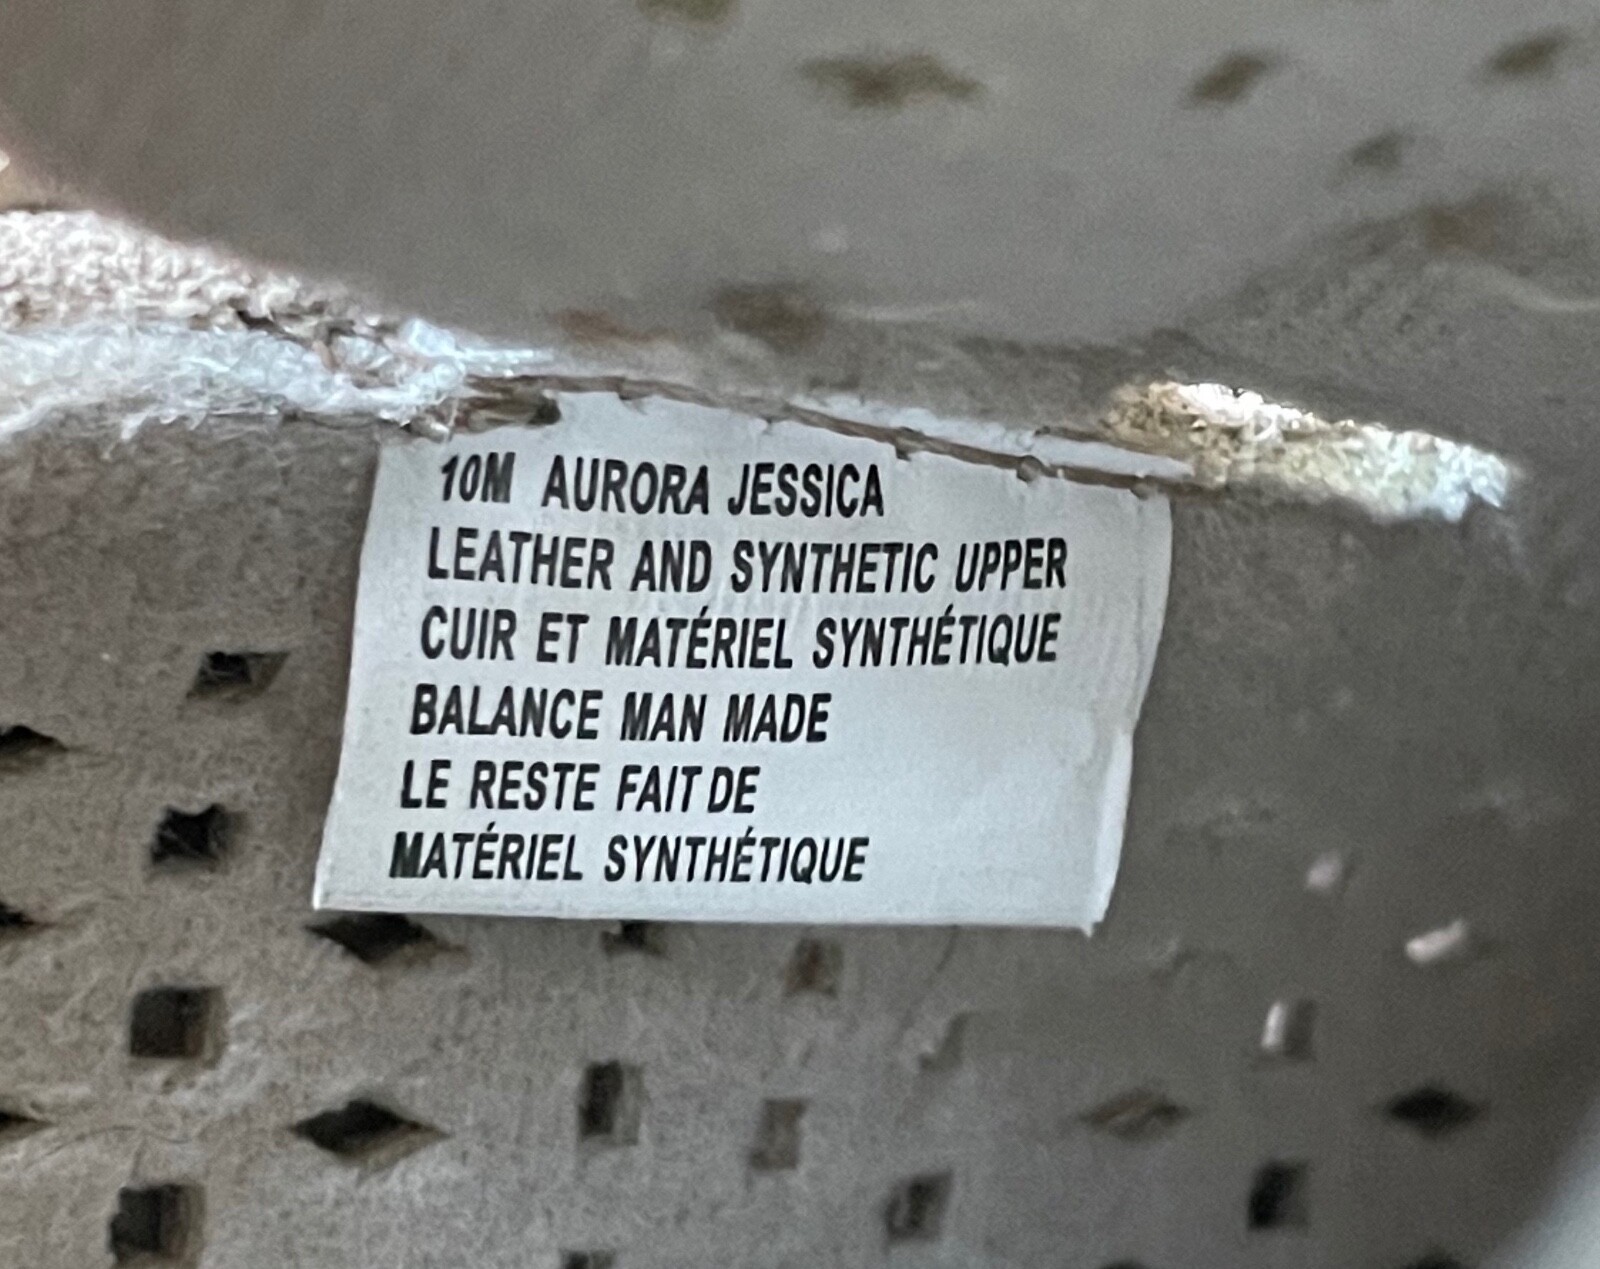 10M AURORA JESSICA
LEATHER AND SYNTHETIC UPPER
CUIR ET MATÉRIEL SYNTHÉTIQUE
BALANCE MAN MADE
LE RESTE FAIT DE
MATÉRIEL SYNTHÉTIQUE